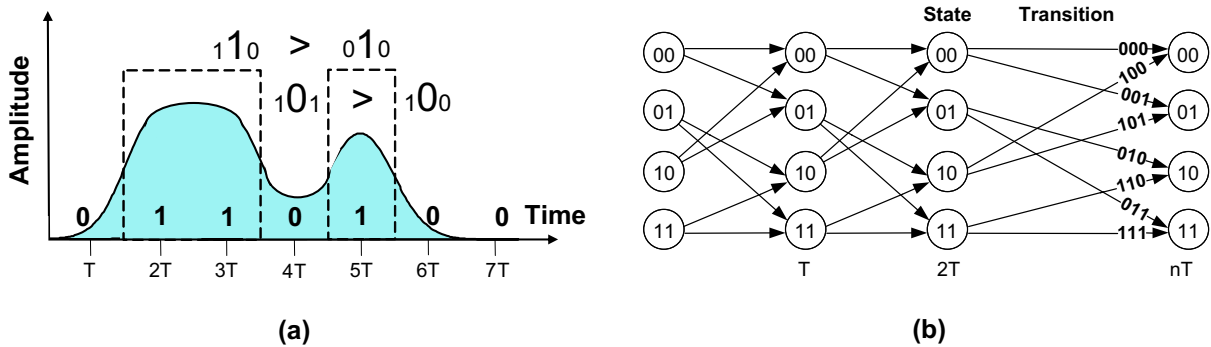 Amplitude
₁1₀ > ₀1₀
₁0₁ > ₁0₀
0 1 1 0 1 0 0 Time
T 2T 3T 4T 5T 6T 7T
(a)
State Transition
00 00 00 000 00
100
001
01 01 01 101 01
010
10 10 10 110 10
011
11 11 11 111 11
T 2T nT
(b)